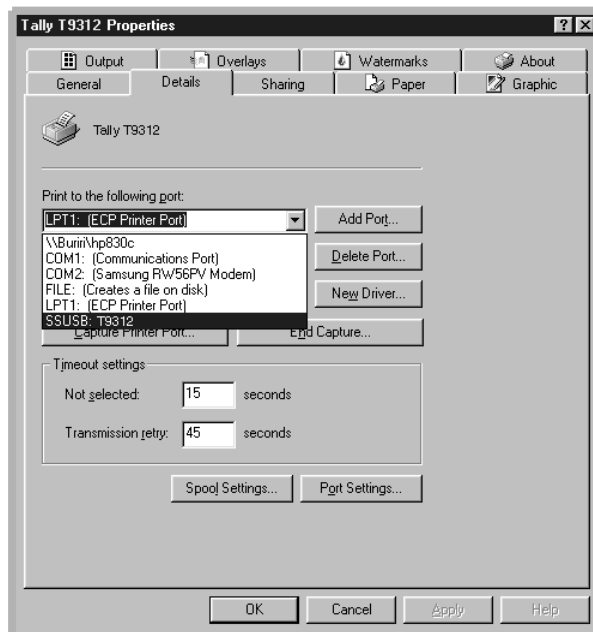 Tally T9312 Properties
Output Overlays Watermarks About
General Details Sharing Paper Graphic
Tally T9312
Print to the following port:
LPT1: (ECP Printer Port)
Add Port...
\\Buriri\hp830c
COM1: (Communications Port)
COM2: (Samsung RW56PV Modem)
FILE: (Creates a file on disk)
LPT1: (ECP Printer Port)
SSUSB: T9312
Delete Port...
New Driver...
Capture Printer Port... End Capture...
Timeout settings
Not selected: 15 seconds
Transmission retry: 45 seconds
Spool Settings... Port Settings...
OK Cancel Apply Help